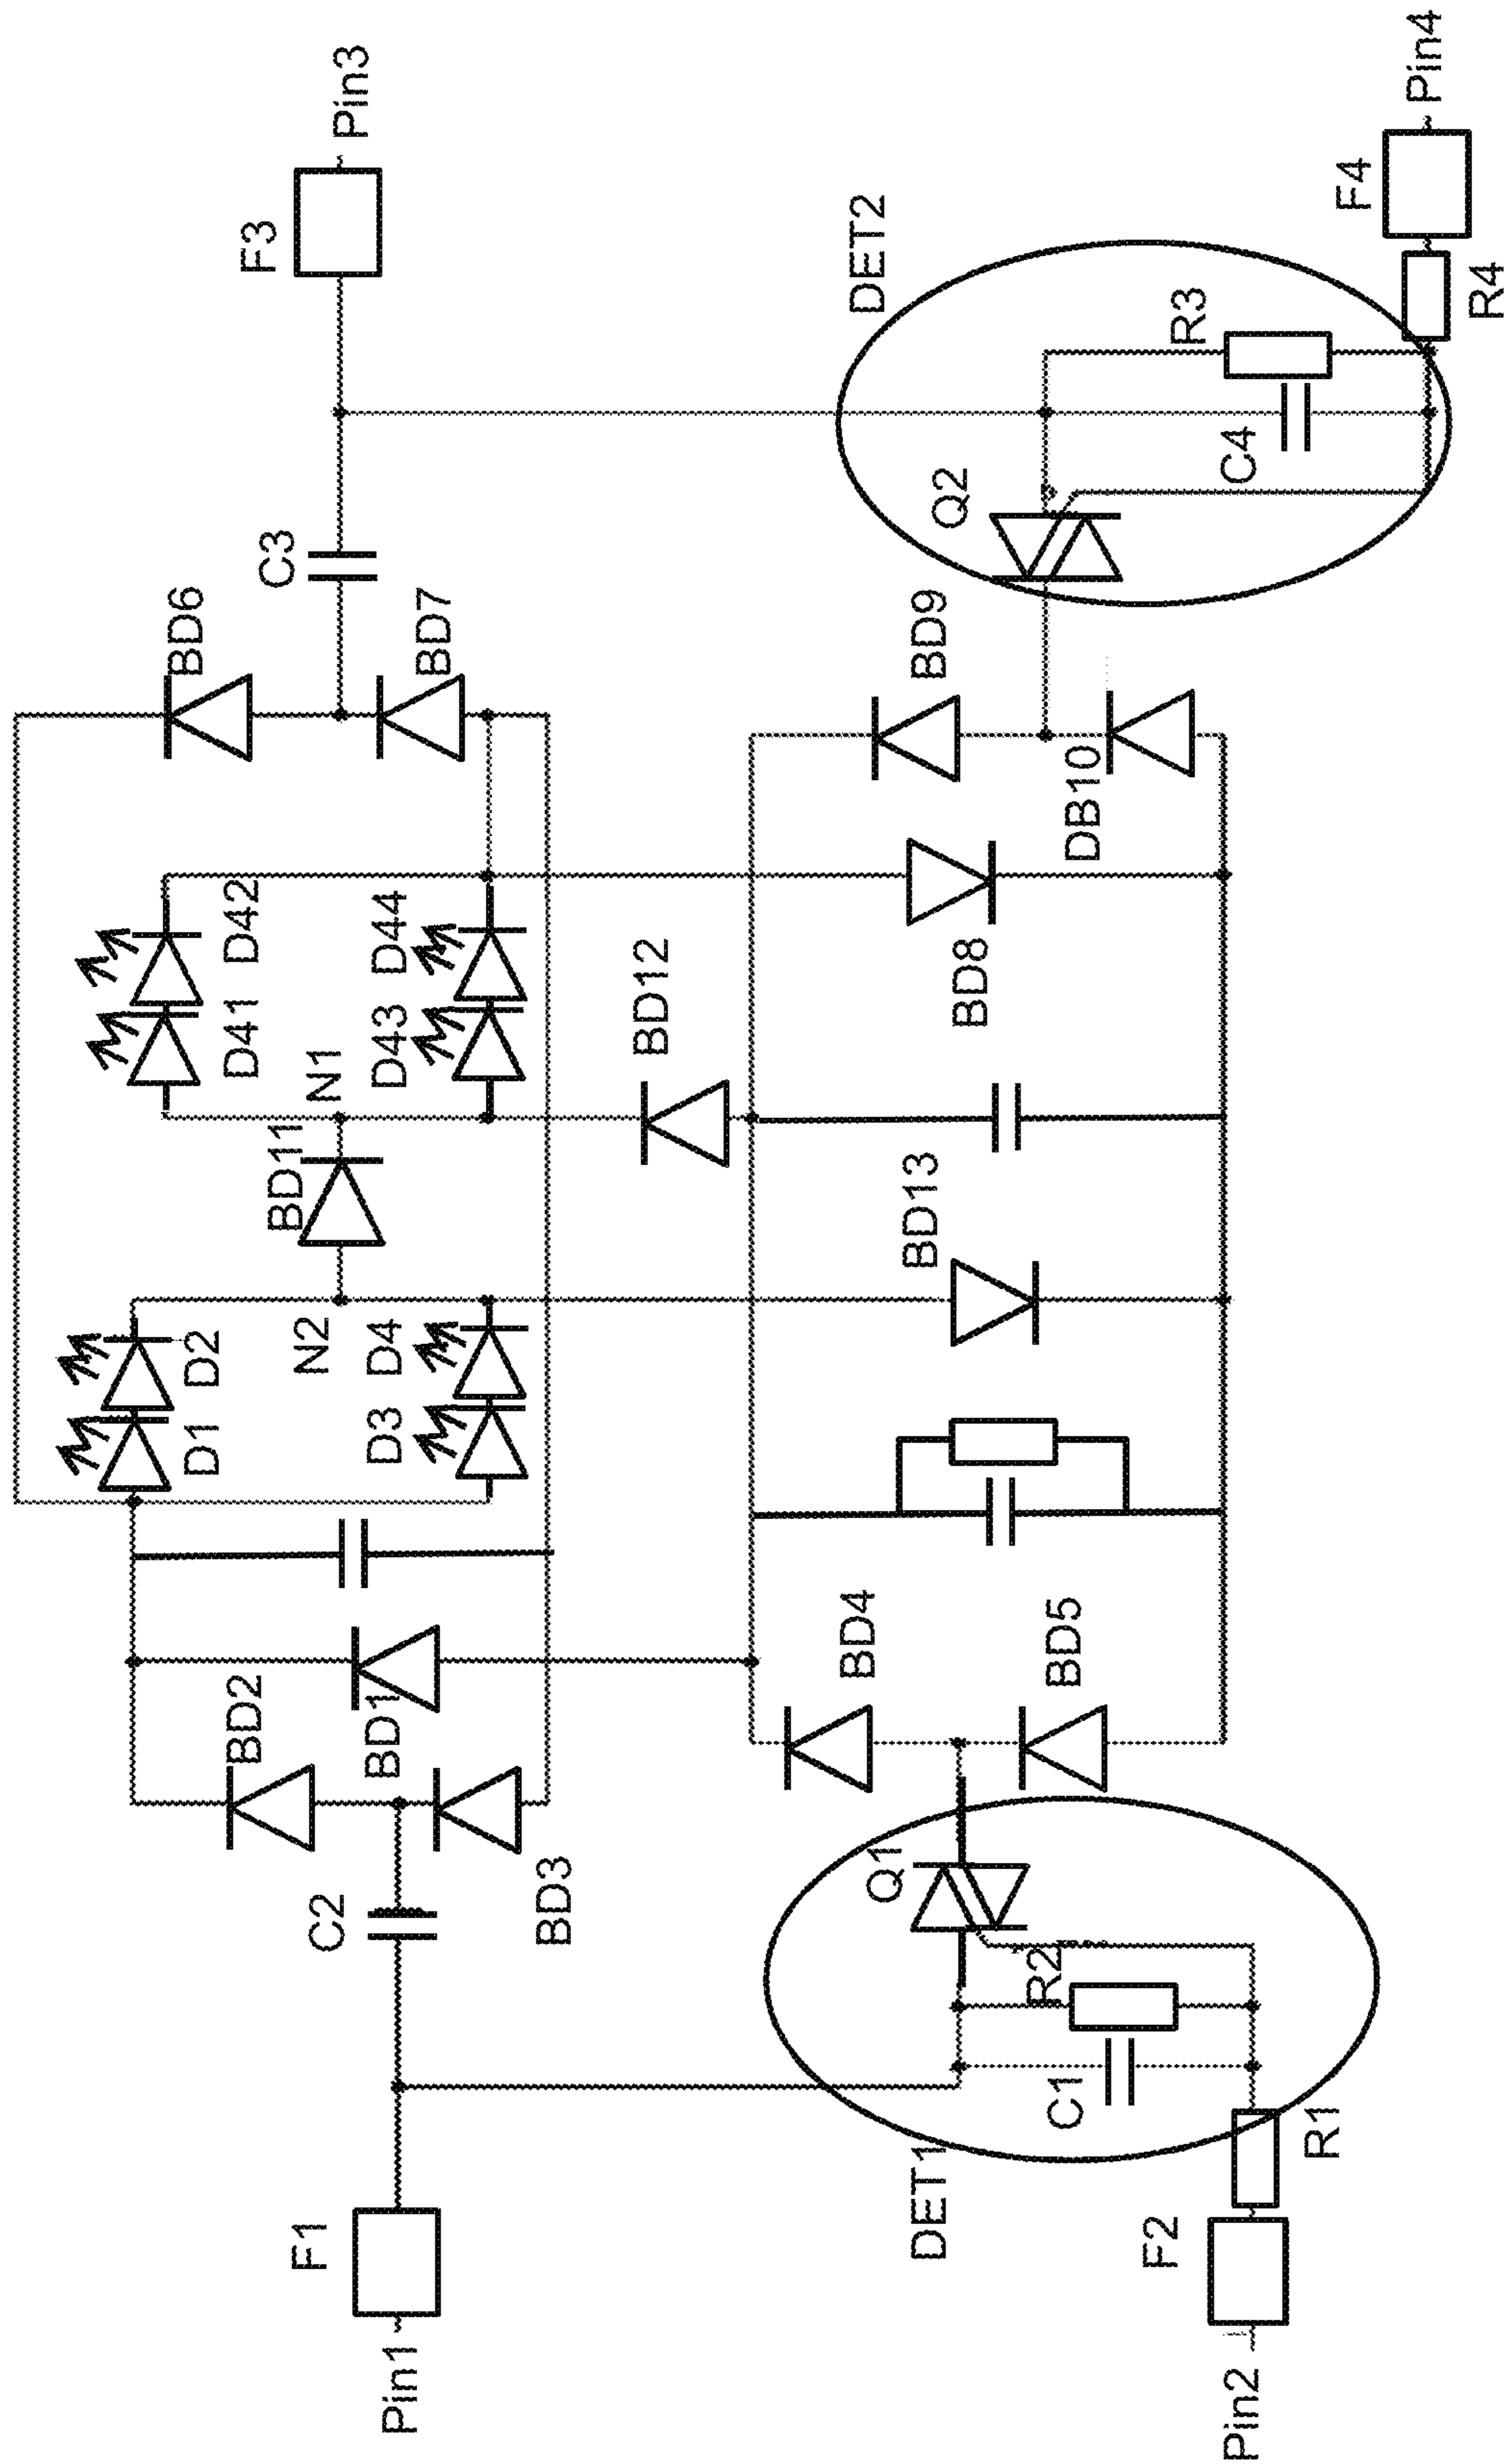 Pin1
F1
C2
BD2
BD1
BD3
D1
D2
D3
D4
N2
BD11
N1
D41
D42
D43
D44
BD12
BD6
BD7
C3
F3
Pin3
Pin2
F2
R1
DET1
C1
R2
Q1
BD4
BD5
BD13
BD8
BD9
DB10
Q2
DET2
C4
R3
R4
F4
Pin4